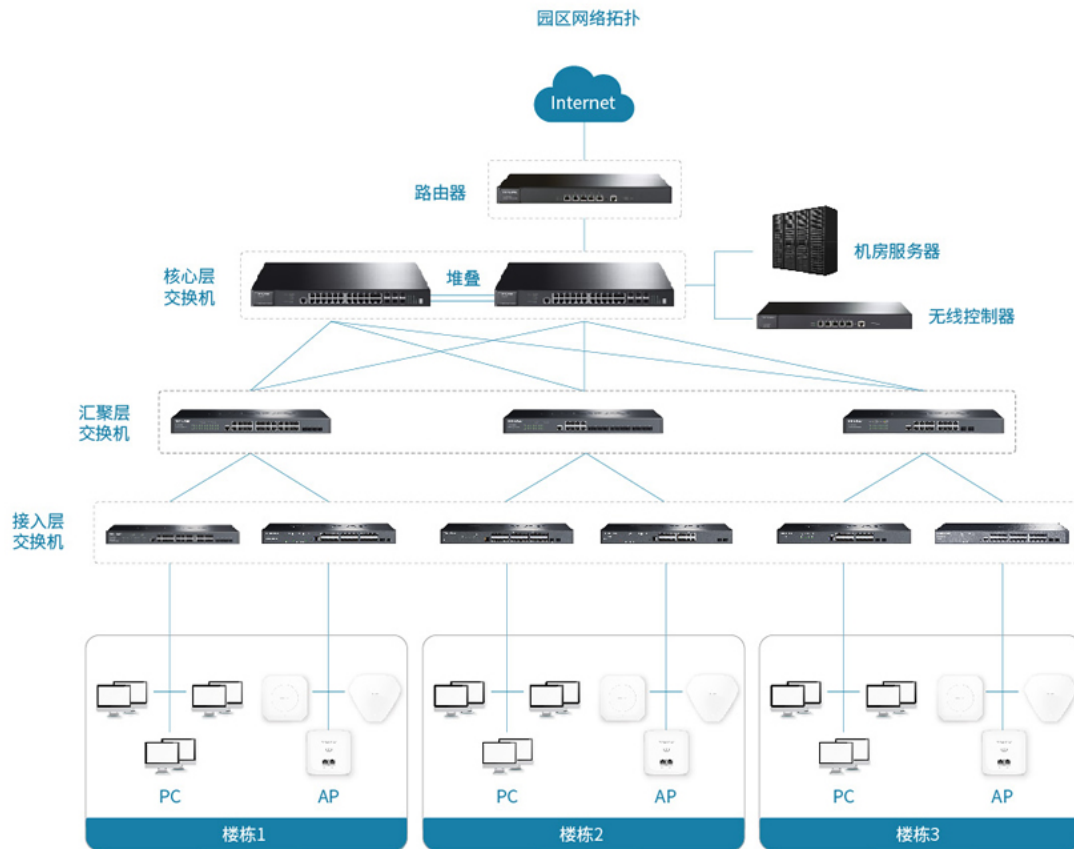 园区网络拓扑
Internet
路由器
机房服务器
核心层
交换机
堆叠
无线控制器
汇聚层
交换机
接入层
交换机
PC
AP
PC
AP
PC
AP
楼栋1
楼栋2
楼栋3